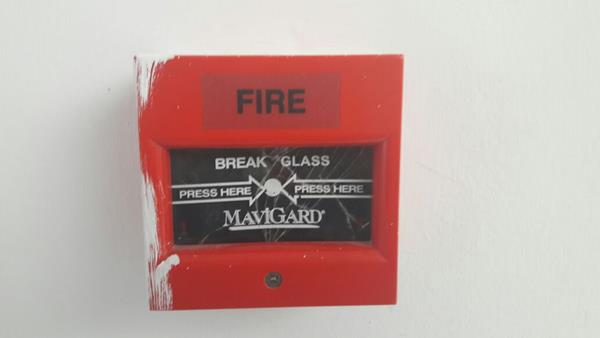 FIRE
BREAK GLASS
PRESS HERE PRESS HERE
MAVIGARD®